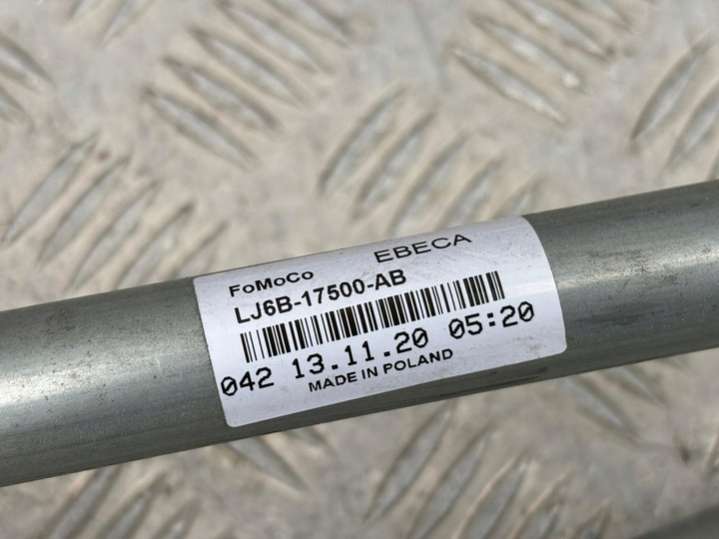 FoMoCo EBECA
LJ6B-17500-AB
042 13.11.20 05:20
MADE IN POLAND